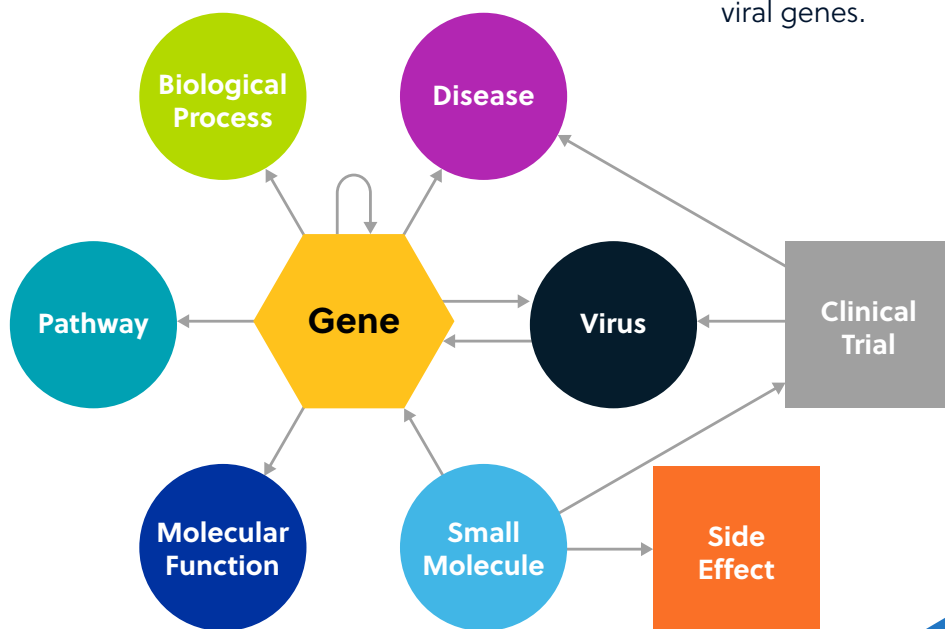 viral genes.
Biological
Process
Disease
Pathway
Gene
Virus
Clinical
Trial
Molecular
Function
Small
Molecule
Side
Effect